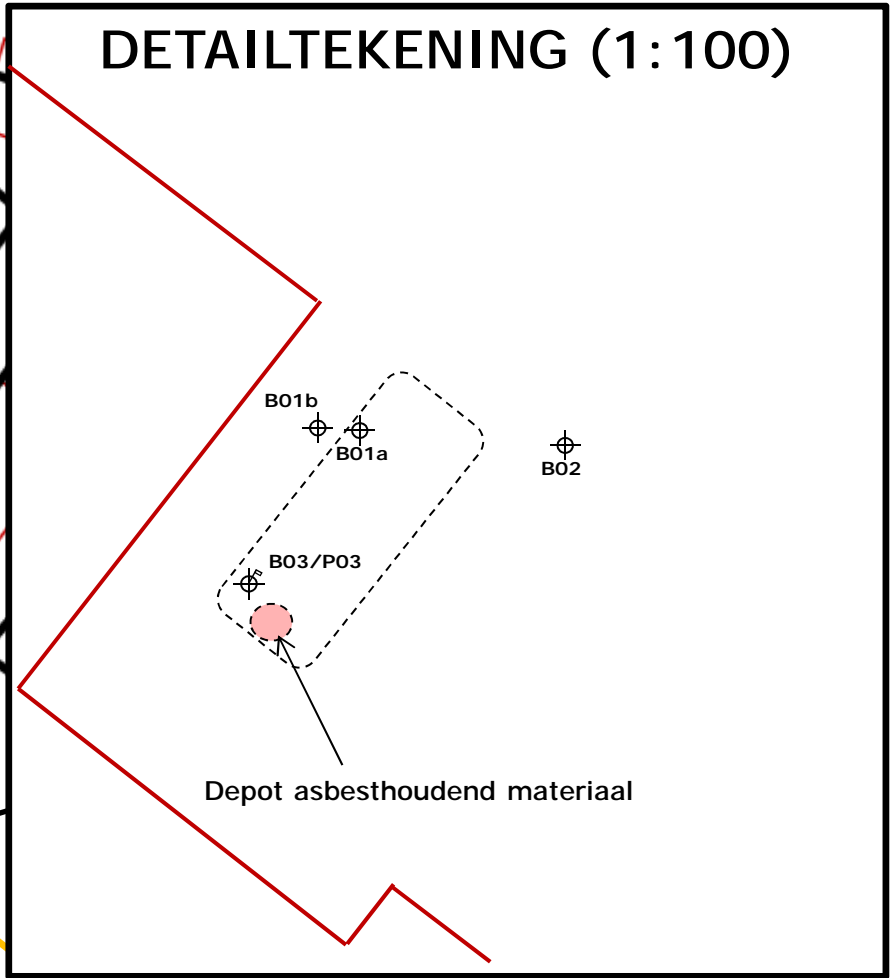 DETAILTEKENING (1:100)
B01b
B01a
B02
B03/P03
Depot asbesthoudend materiaal